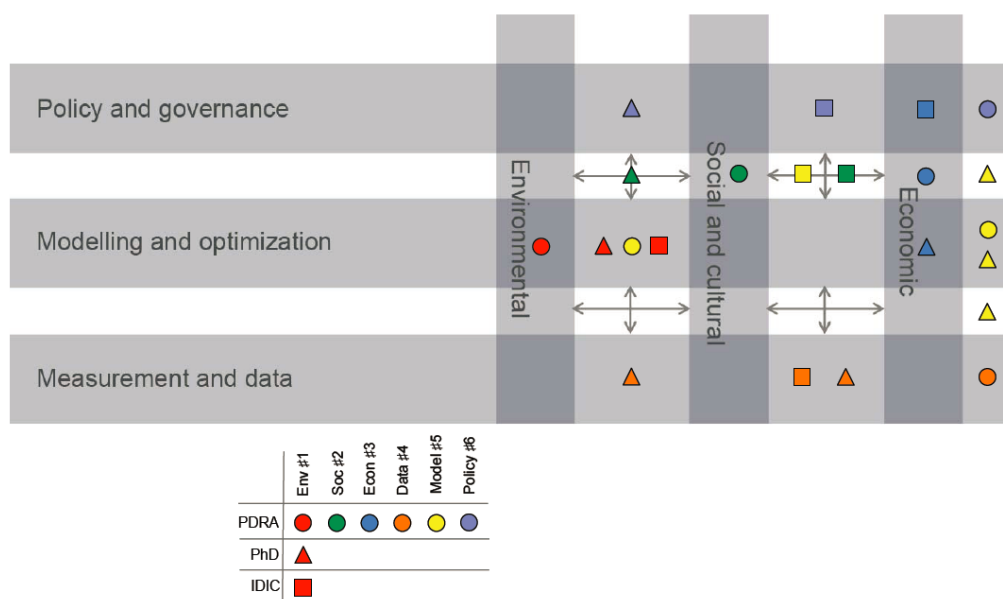 Policy and governance
Modelling and optimization
Measurement and data
Environmental
Social and cultural
Economic
Env #1
Soc #2
Econ #3
Data #4
Model #5
Policy #6
PDRA
PhD
IDIC